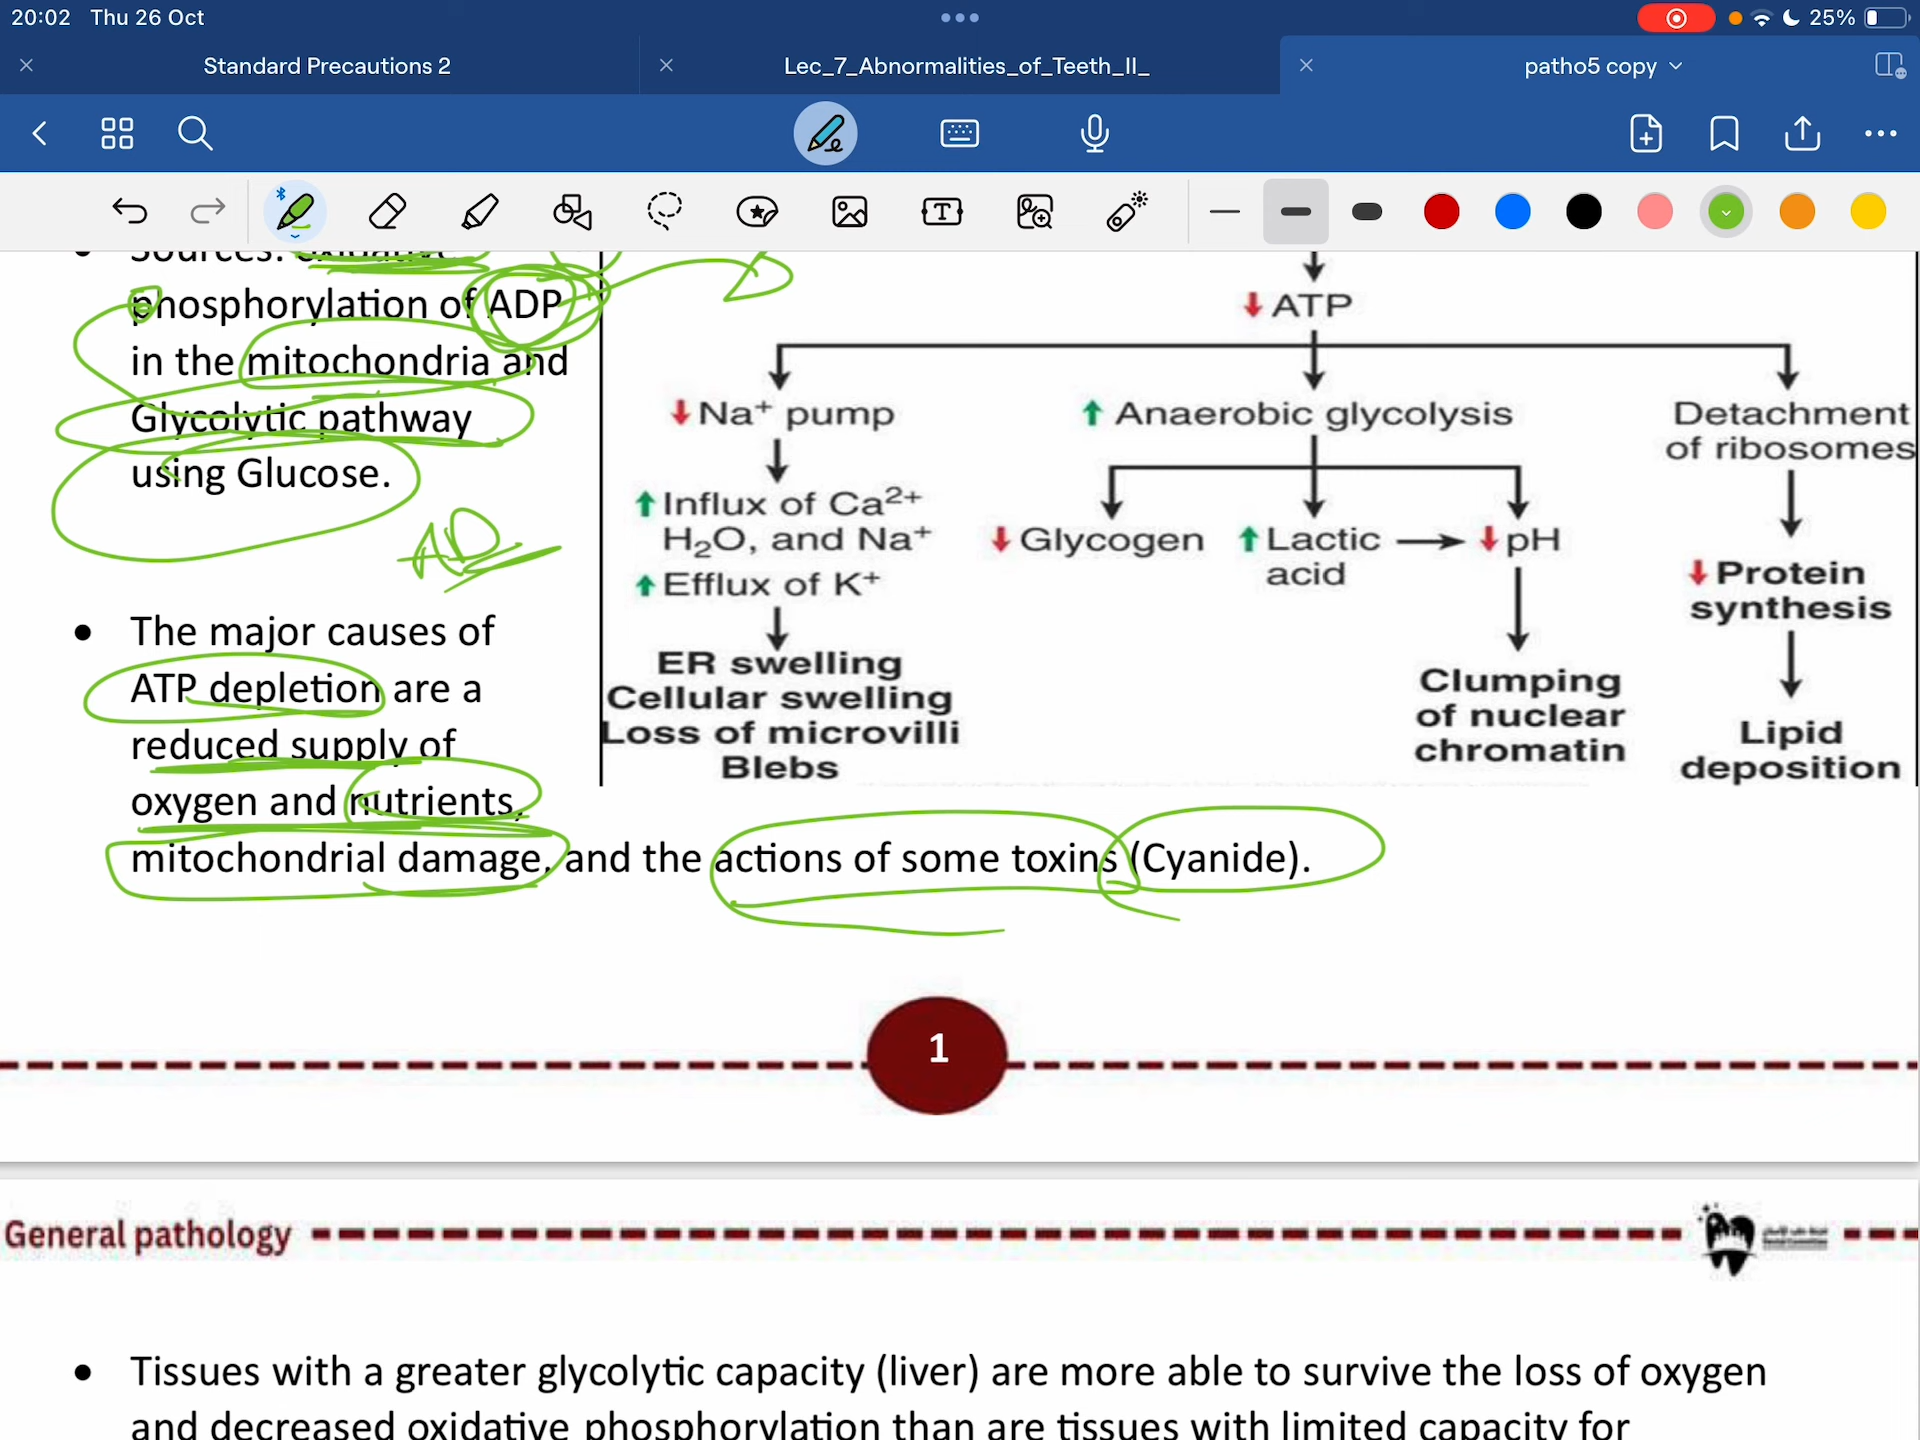 20:02 Thu 26 Oct
25%
Standard Precautions 2
Lec_7_Abnormalities_of_Teeth_II_
patho5 copy
Sources: oxidative
phosphorylation of ADP
in the mitochondria and
Glycolytic pathway
using Glucose.
AD
The major causes of
ATP depletion are a
reduced supply of
oxygen and nutrients,
mitochondrial damage, and the actions of some toxins (Cyanide).
ATP
Na⁺ pump
Influx of Ca²⁺
H₂O, and Na⁺
Efflux of K⁺
ER swelling
Cellular swelling
Loss of microvilli
Blebs
Anaerobic glycolysis
Glycogen
Lactic
acid
pH
Clumping
of nuclear
chromatin
Detachment
of ribosomes
Protein
synthesis
Lipid
deposition
1
General pathology
Tissues with a greater glycolytic capacity (liver) are more able to survive the loss of oxygen
and decreased oxidative phosphorylation than are tissues with limited capacity for